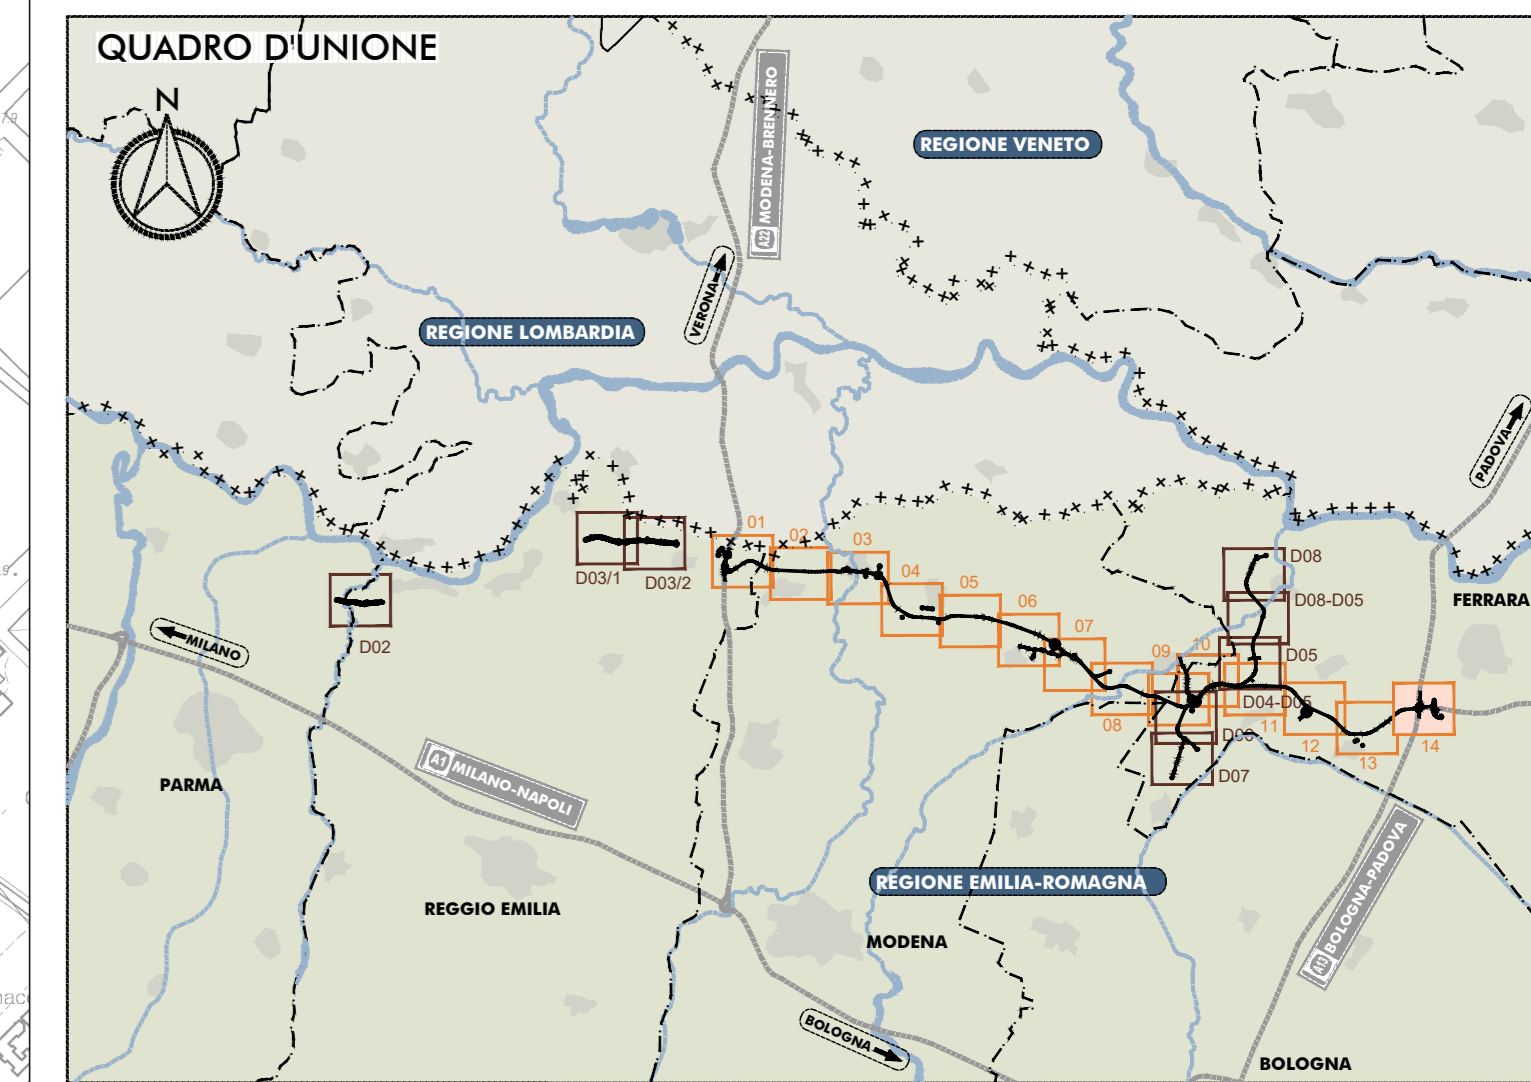 QUADRO D'UNIONE
N
A22 MODENA-BRENNERO
REGIONE VENETO
VERONA
REGIONE LOMBARDIA
PADOVA
01
02
03
04
05
06
07
08
09
10
11
12
13
14
D03/1
D03/2
D02
D08
D08-D05
D05
D04-D05
D07
FERRARA
MILANO
PARMA
A1 MILANO-NAPOLI
REGGIO EMILIA
REGIONE EMILIA-ROMAGNA
MODENA
A13 BOLOGNA-PADOVA
BOLOGNA
BOLOGNA